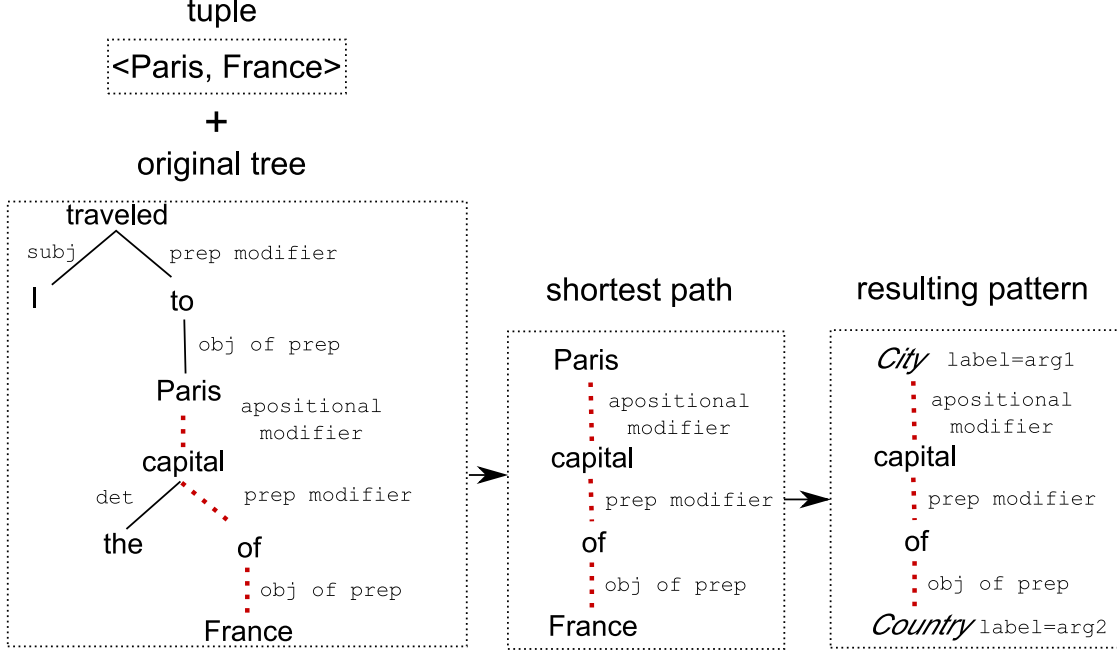 tuple
<Paris, France>
+
original tree
traveled
subj
prep modifier
I
to
obj of prep
Paris
apositional
modifier
capital
det
prep modifier
the
of
obj of prep
France
shortest path
Paris
apositional
modifier
capital
prep modifier
of
obj of prep
France
resulting pattern
City label=arg1
apositional
modifier
capital
prep modifier
of
obj of prep
Country label=arg2